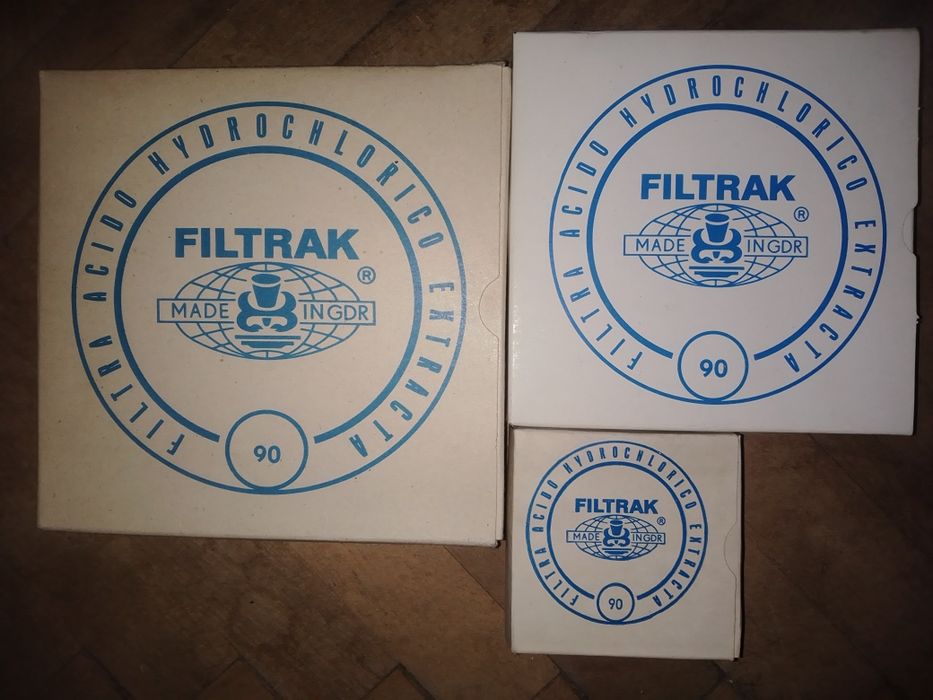 FILTRA ACIDO HYDROCHLORICO EXTRACTA
FILTRAK
®
MADE IN GDR
90
FILTRA ACIDO HYDROCHLORICO EXTRACTA
FILTRAK
®
MADE IN GDR
90
FILTRA ACIDO HYDROCHLORICO EXTRACTA
FILTRAK
®
MADE IN GDR
90